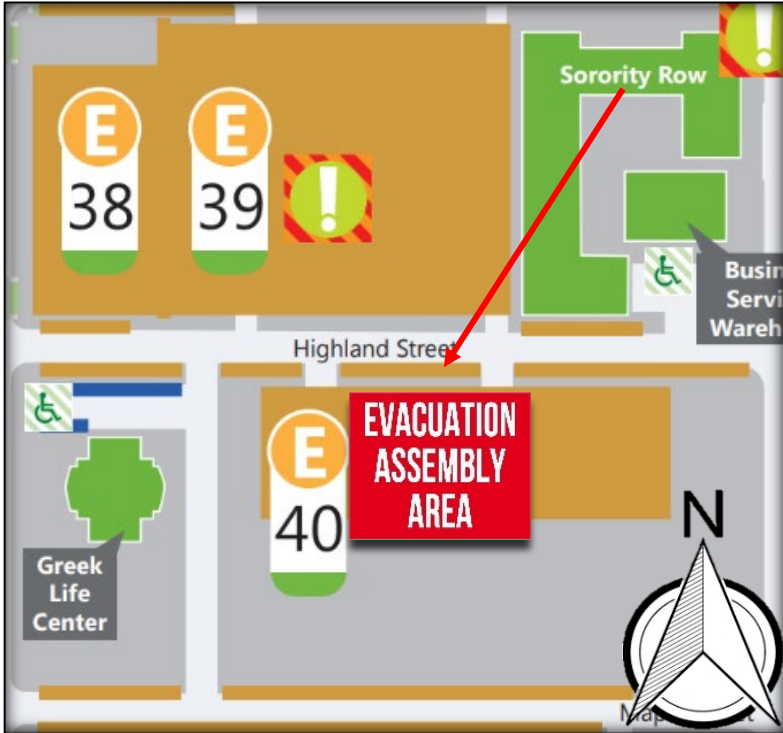 Sorority Row
E
38
E
39
!
!
Highland Street
EVACUATION
ASSEMBLY
AREA
E
40
N
Greek
Life
Center